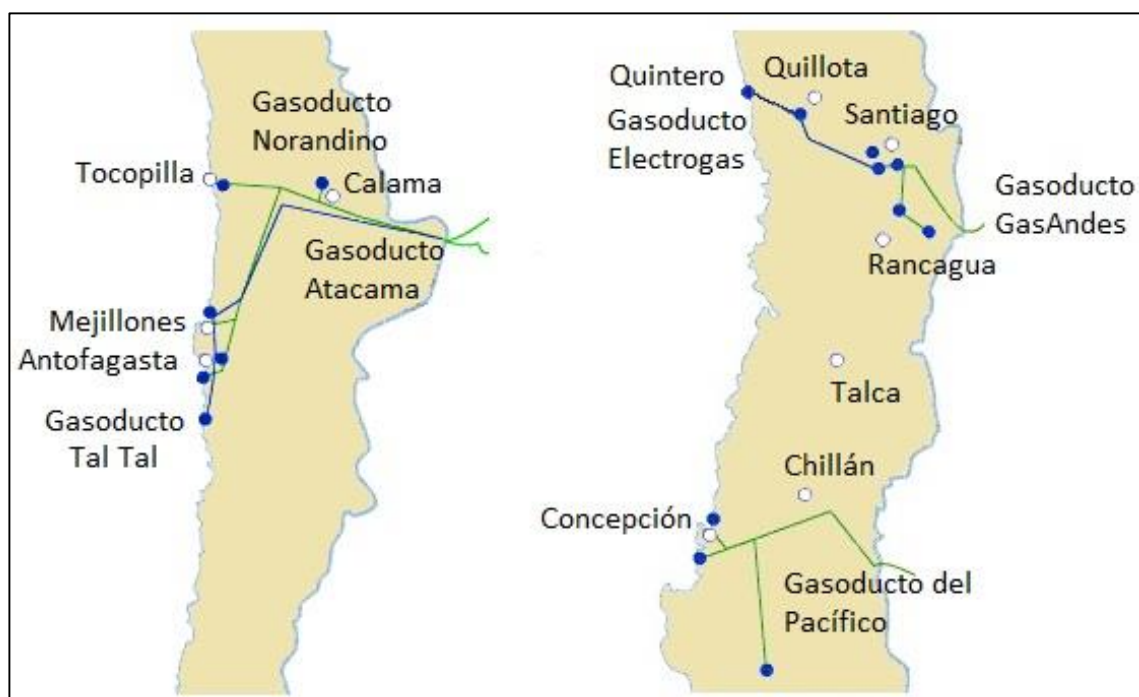 Gasoducto
Norandino
Tocopilla
Calama
Gasoducto
Atacama
Mejillones
Antofagasta
Gasoducto
Tal Tal
Quintero
Quillota
Gasoducto
Electrogas
Santiago
Gasoducto
GasAndes
Rancagua
Talca
Chillán
Concepción
Gasoducto del
Pacífico